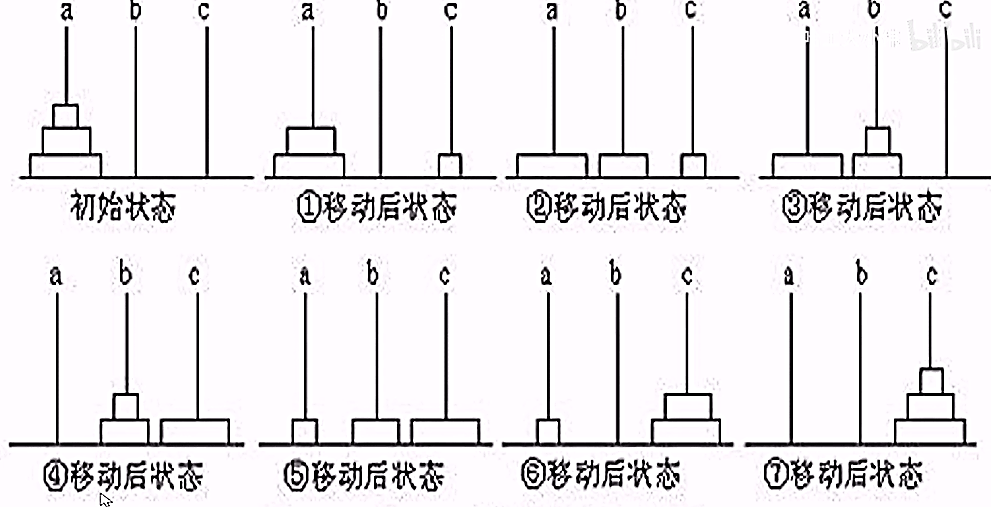 a b c a b c a b c a b c
bilibili
初始状态 ①移动后状态 ②移动后状态 ③移动后状态
a b c a b c a b c a b c
④移动后状态 ⑤移动后状态 ⑥移动后状态 ⑦移动后状态